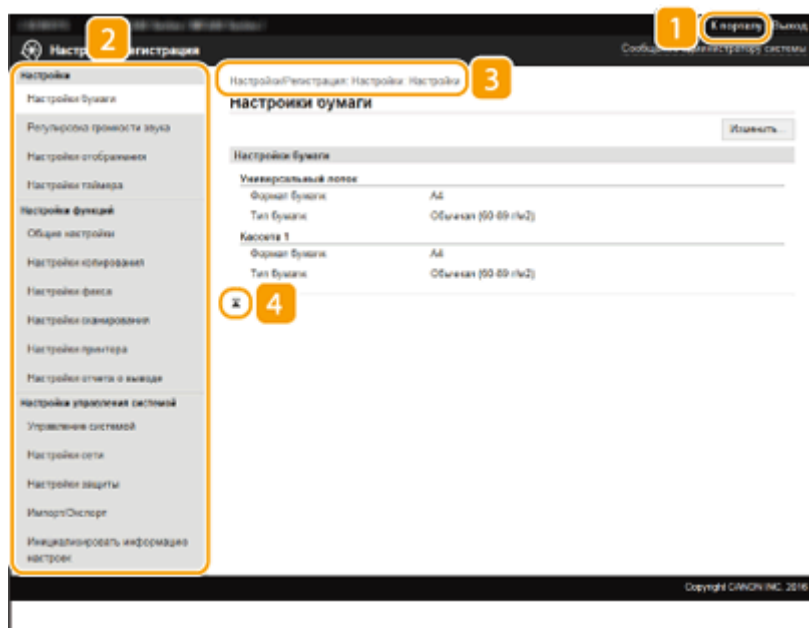 1
К порталу Выход
2
Настр регистрация
Сообщ администратору системы
3
Настройки
Настройки бумаги
Регулировка громкости звука
Настройки отображения
Настройки таймера
Настройки функций
Общие настройки
Настройки копирования
Настройки факса
Настройки сканирования
Настройки принтера
Настройки отчета о выводе
Настройки управления системой
Управление системой
Настройки сети
Настройки защиты
Импорт/Экспорт
Инициализировать информацию
настроек
Настройки/Регистрация: Настройки: Настройки
Настройки бумаги
Изменить...
Настройки бумаги
Универсальный лоток
Формат бумаги: A4
Тип бумаги: Обычная (60-89 г/м2)
Кассета 1
Формат бумаги: A4
Тип бумаги: Обычная (60-89 г/м2)
4
Copyright CANON INC. 2016